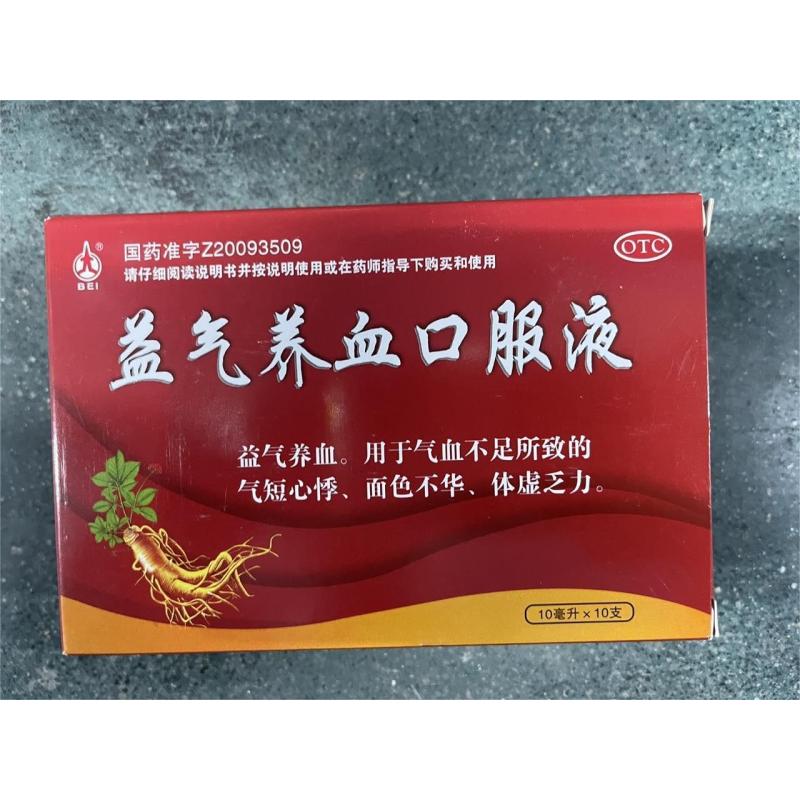 国药准字Z20093509
OTC
请仔细阅读说明书并按说明使用或在药师指导下购买和使用
BEI®
益气养血口服液
益气养血。用于气血不足所致的
气短心悸、面色不华、体虚乏力。
10毫升×10支